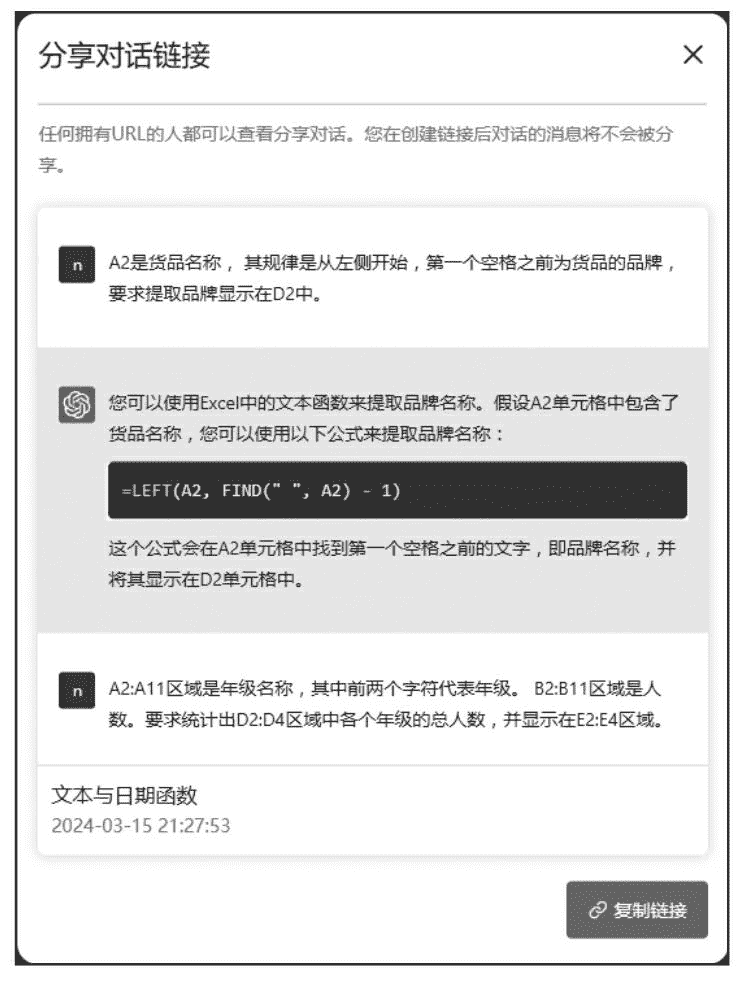 分享对话链接
任何拥有URL的人都可以查看分享对话。您在创建链接后对话的消息将不会被分
享。
n
A2是货品名称， 其规律是从左侧开始，第一个空格之前为货品的品牌，
要求提取品牌显示在D2中。
您可以使用Excel中的文本函数来提取品牌名称。假设A2单元格中包含了
货品名称，您可以使用以下公式来提取品牌名称：
=LEFT(A2, FIND(" ", A2) - 1)
这个公式会在A2单元格中找到第一个空格之前的文字，即品牌名称，并
将其显示在D2单元格中。
n
A2:A11区域是年级名称，其中前两个字符代表年级。 B2:B11区域是人
数。要求统计出D2:D4区域中各个年级的总人数，并显示在E2:E4区域。
文本与日期函数
2024-03-15 21:27:53
复制链接